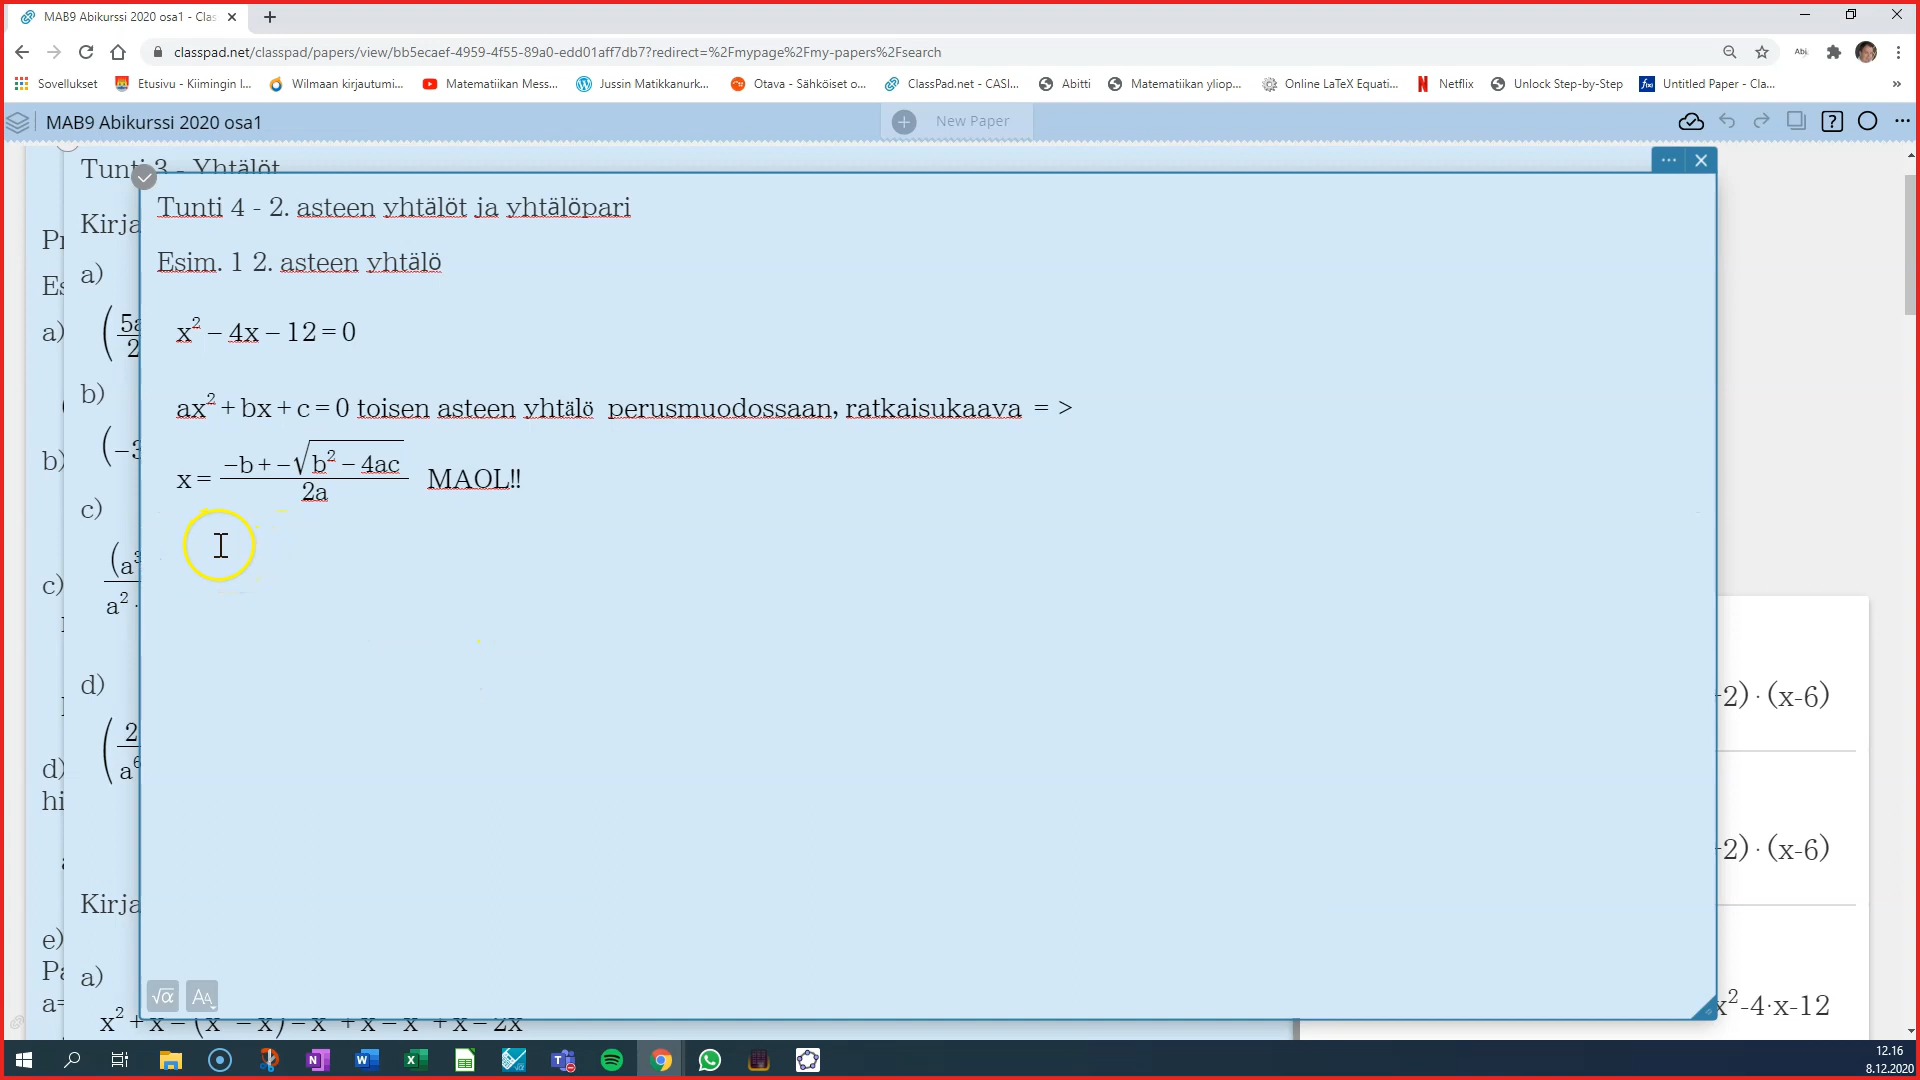 MAB9 Abikurssi 2020 osa1 - Clas
classpad.net/classpad/papers/view/bb5ecaef-4959-4f55-89a0-edd01aff7db7?redirect=%2Fmypage%2Fmy-papers%2Fsearch
Sovellukset Etusivu - Kiimingin l... Wilmaan kirjautumi... Matematiikan Mess... Jussin Matikkanurk... Otava - Sähköiset o... ClassPad.net - CASI... Abitti Matematiikan yliop... Online LaTeX Equati... Netflix Unlock Step-by-Step Untitled Paper - Cla...
MAB9 Abikurssi 2020 osa1
New Paper
Tunti 3 - Yhtälöt
Tunti 4 - 2. asteen yhtälöt ja yhtälöpari
Esim. 1 2. asteen yhtälö
x² − 4x − 12 = 0
ax² + bx + c = 0 toisen asteen yhtälö perusmuodossaan, ratkaisukaava = >
x = (−b + −√(b² − 4ac))/(2a) MAOL!!
Kirja
a)
a)
b)
b)
c)
c)
d)
d)
hi
Kirja
e)
a)
a=
-2)·(x-6)
-2)·(x-6)
x²-4·x-12
x² + x − (x − x) − x + x − x + x − 2x
12.16
8.12.2020